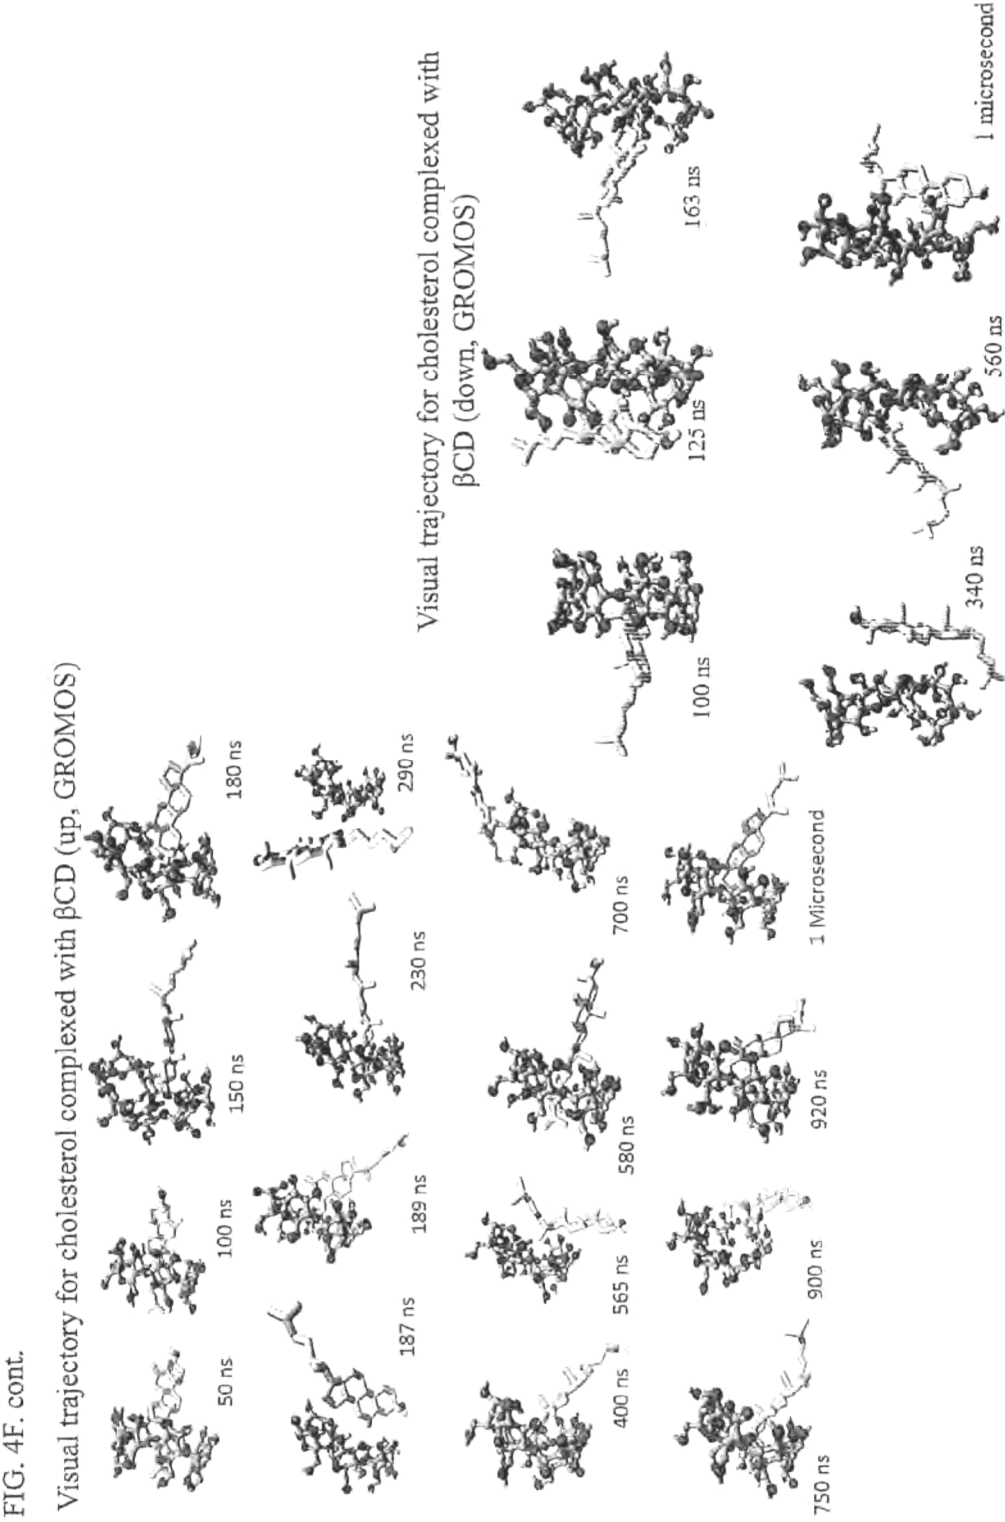 FIG. 4F. cont.
Visual trajectory for cholesterol complexed with βCD (up, GROMOS)
50 ns
100 ns
150 ns
180 ns
187 ns
189 ns
230 ns
290 ns
400 ns
565 ns
580 ns
700 ns
750 ns
900 ns
920 ns
1 Microsecond
Visual trajectory for cholesterol complexed with
βCD (down, GROMOS)
100 ns
125 ns
163 ns
340 ns
560 ns
1 microsecond